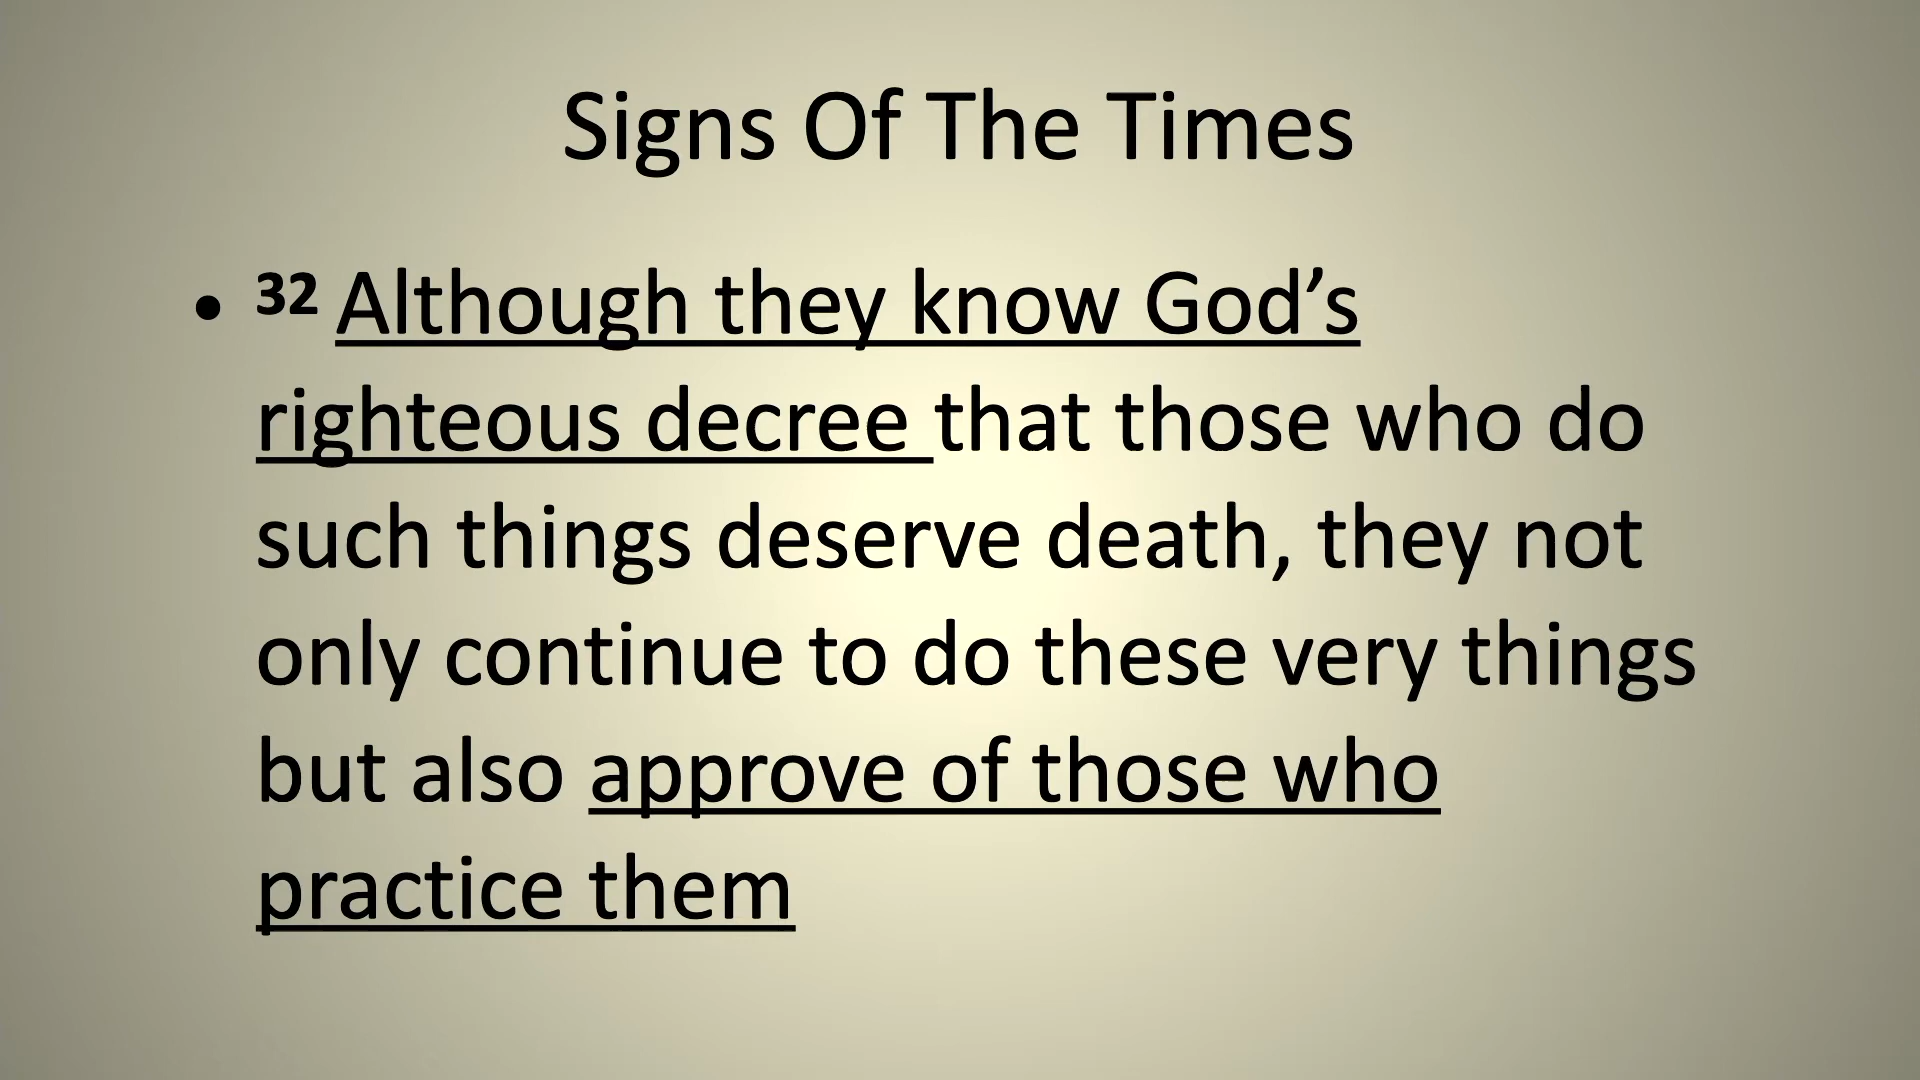 Signs Of The Times
• 32 Although they know God’s
righteous decree that those who do
such things deserve death, they not
only continue to do these very things
but also approve of those who
practice them